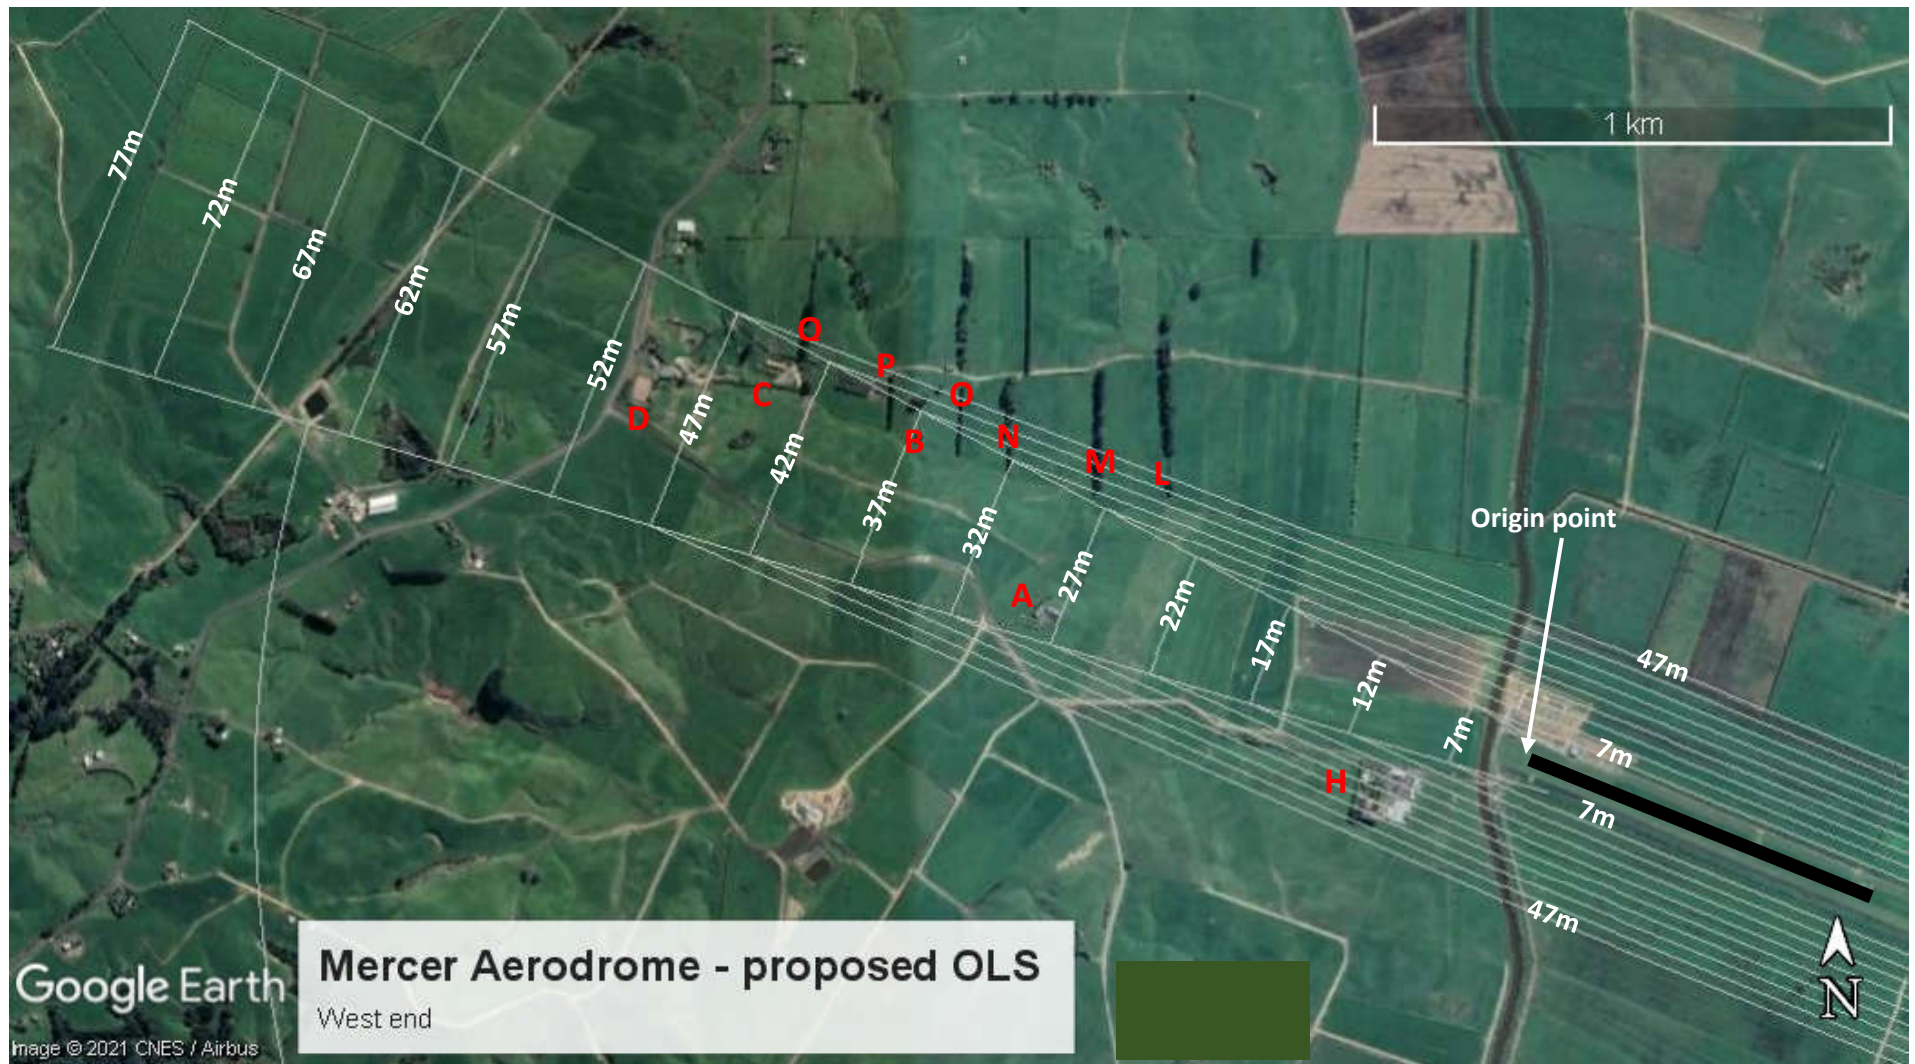 1 km
77m
72m
67m
62m
57m
52m
47m
42m
37m
32m
27m
22m
17m
12m
7m
Q
P
O
C
D
B
N
M
L
A
H
Origin point
47m
7m
7m
47m
N
Mercer Aerodrome - proposed OLS
West end
Google Earth
Image © 2021 CNES / Airbus